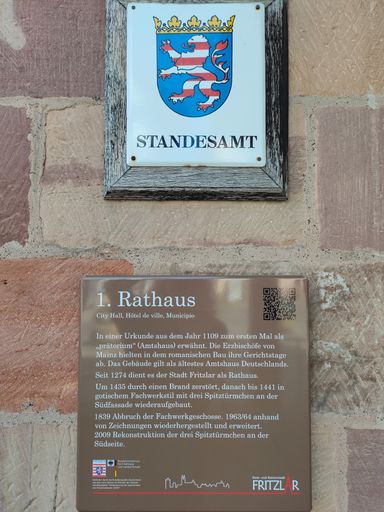 STANDESAMT
1. Rathaus
City Hall, Hôtel de ville, Municipio
In einer Urkunde aus dem Jahr 1109 zum ersten Mal als
„prätorium“ (Amtshaus) erwähnt. Die Erzbischöfe von
Mainz hielten in dem romanischen Bau ihre Gerichtstage
ab. Das Gebäude gilt als ältestes Amtshaus Deutschlands.
Seit 1274 dient es der Stadt Fritzlar als Rathaus.
Um 1435 durch einen Brand zerstört, danach bis 1441 in
gotischem Fachwerkstil mit drei Spitztürmchen an der
Südfassade wiederaufgebaut.
1839 Abbruch der Fachwerkgeschosse. 1963/64 anhand
von Zeichnungen wiederhergestellt und erweitert.
2009 Rekonstruktion der drei Spitztürmchen an der
Südseite.
Dom- und Kaiserstadt
FRITZLAR